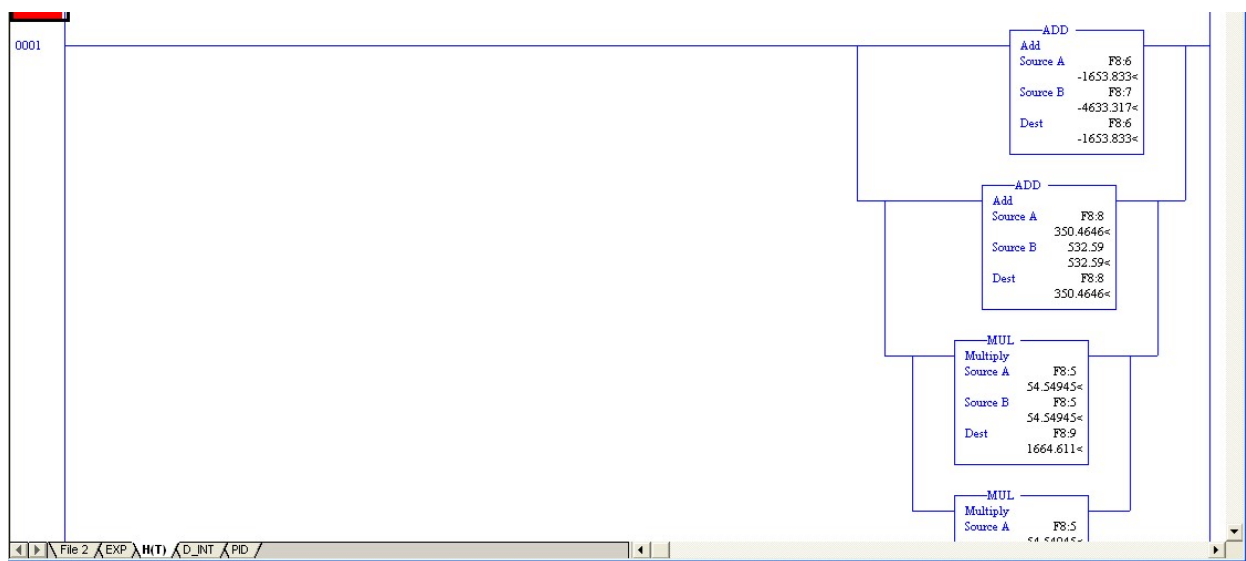 ADD
0001
Add
Source A F8:6
-1653.833<
Source B F8:7
-4633.317<
Dest F8:6
-1653.833<
ADD
Add
Source A F8:8
350.4646<
Source B 532.59
532.59<
Dest F8:8
350.4646<
MUL
Multiply
Source A F8:5
54.54945<
Source B F8:5
54.54945<
Dest F8:9
1664.611<
MUL
Multiply
Source A F8:5
54.54945<
File 2 EXP H(T) D_INT PID